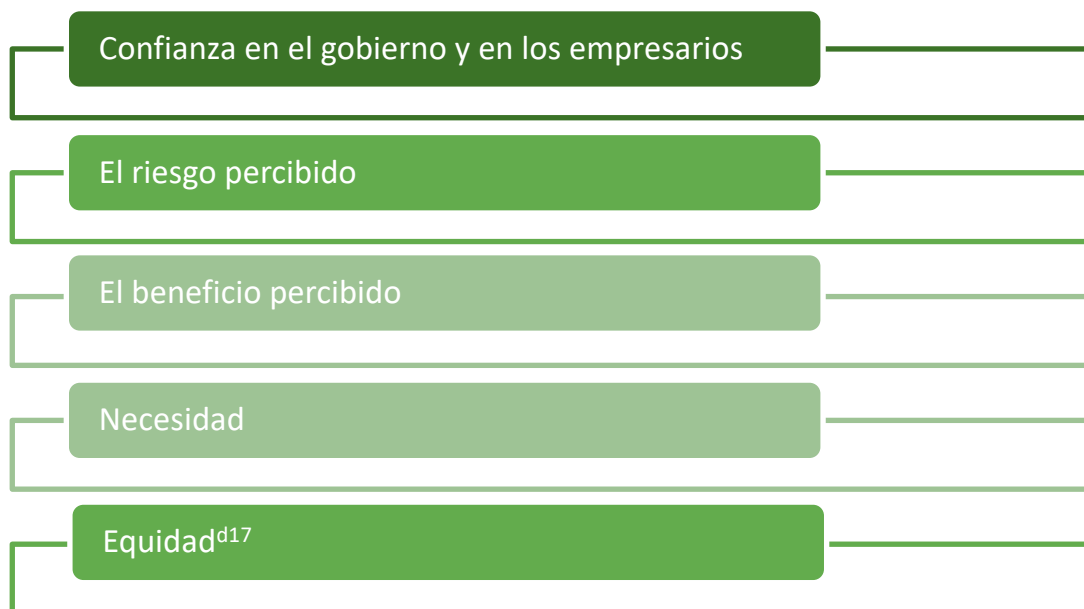 Confianza en el gobierno y en los empresarios
El riesgo percibido
El beneficio percibido
Necesidad
Equidadd17